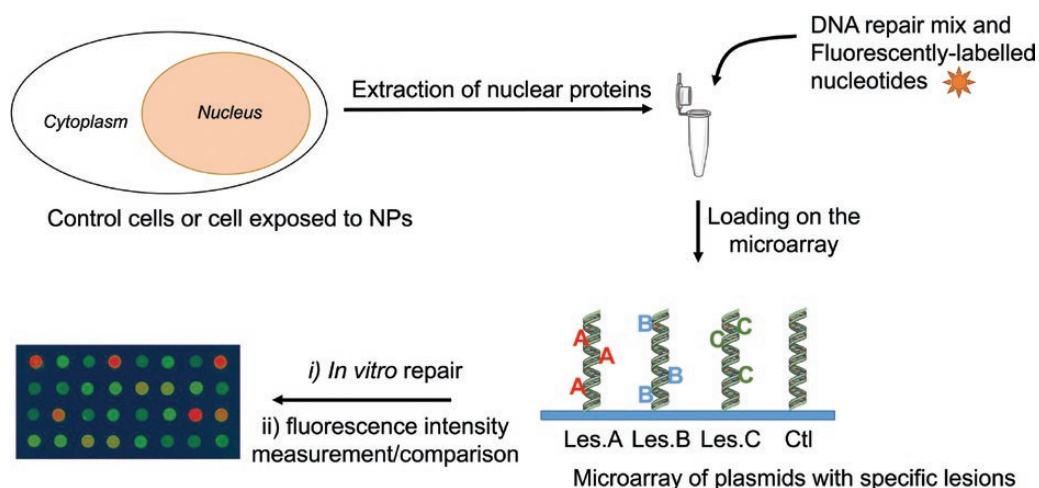 DNA repair mix and
Fluorescently-labelled
nucleotides
Extraction of nuclear proteins
Cytoplasm
Nucleus
Control cells or cell exposed to NPs
Loading on the
microarray
A
A
A
B
B
B
C
C
C
i) In vitro repair
ii) fluorescence intensity
measurement/comparison
Les.A Les.B Les.C Ctl
Microarray of plasmids with specific lesions